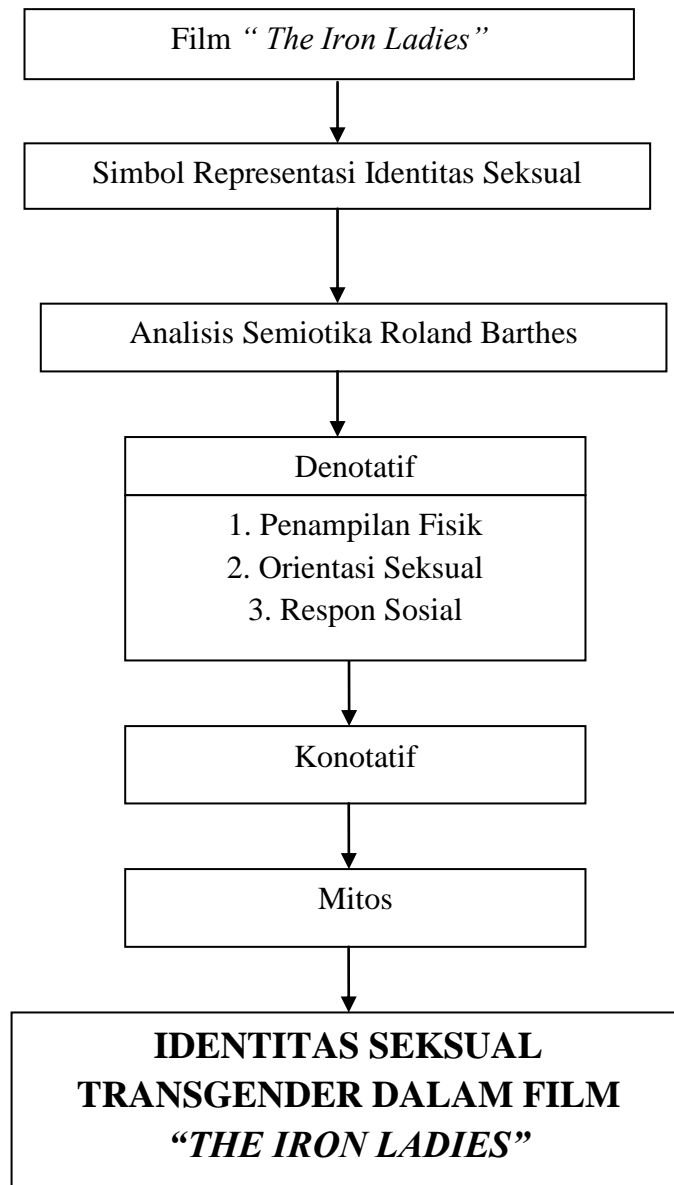 Film “ The Iron Ladies”
Simbol Representasi Identitas Seksual
Analisis Semiotika Roland Barthes
Denotatif
1. Penampilan Fisik
2. Orientasi Seksual
3. Respon Sosial
Konotatif
Mitos
IDENTITAS SEKSUAL
TRANSGENDER DALAM FILM
“THE IRON LADIES”